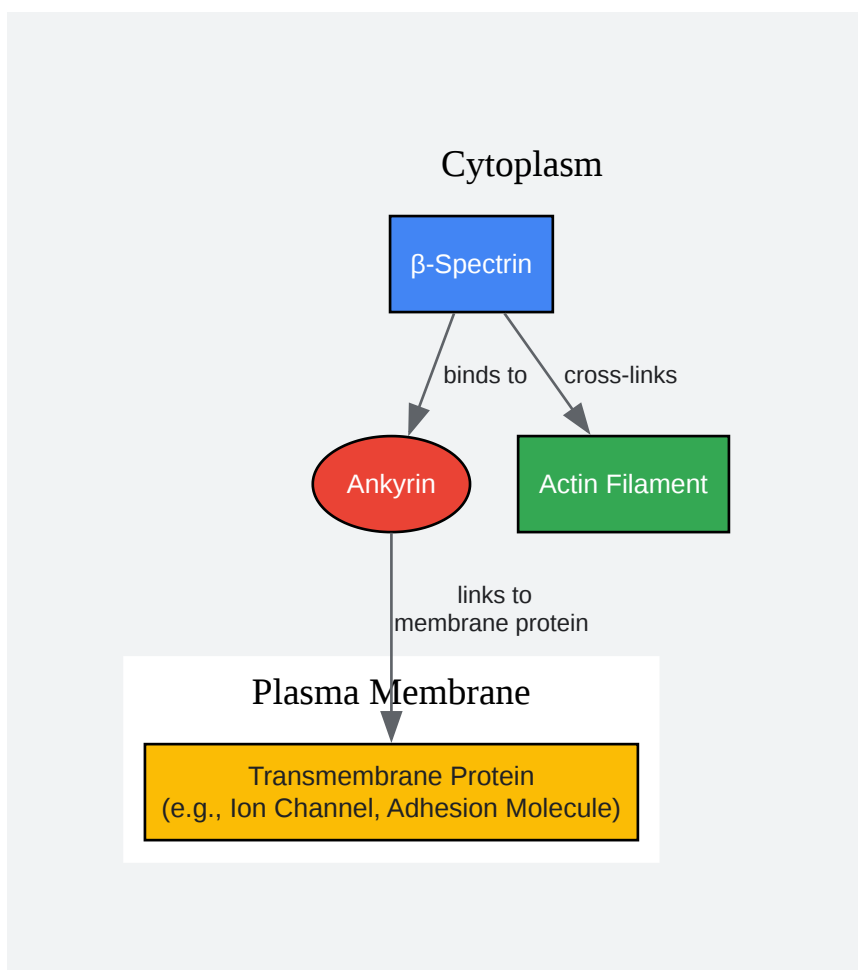 Cytoplasm
β-Spectrin
binds to
cross-links
Ankyrin
Actin Filament
links to
membrane protein
Plasma Membrane
Transmembrane Protein
(e.g., Ion Channel, Adhesion Molecule)